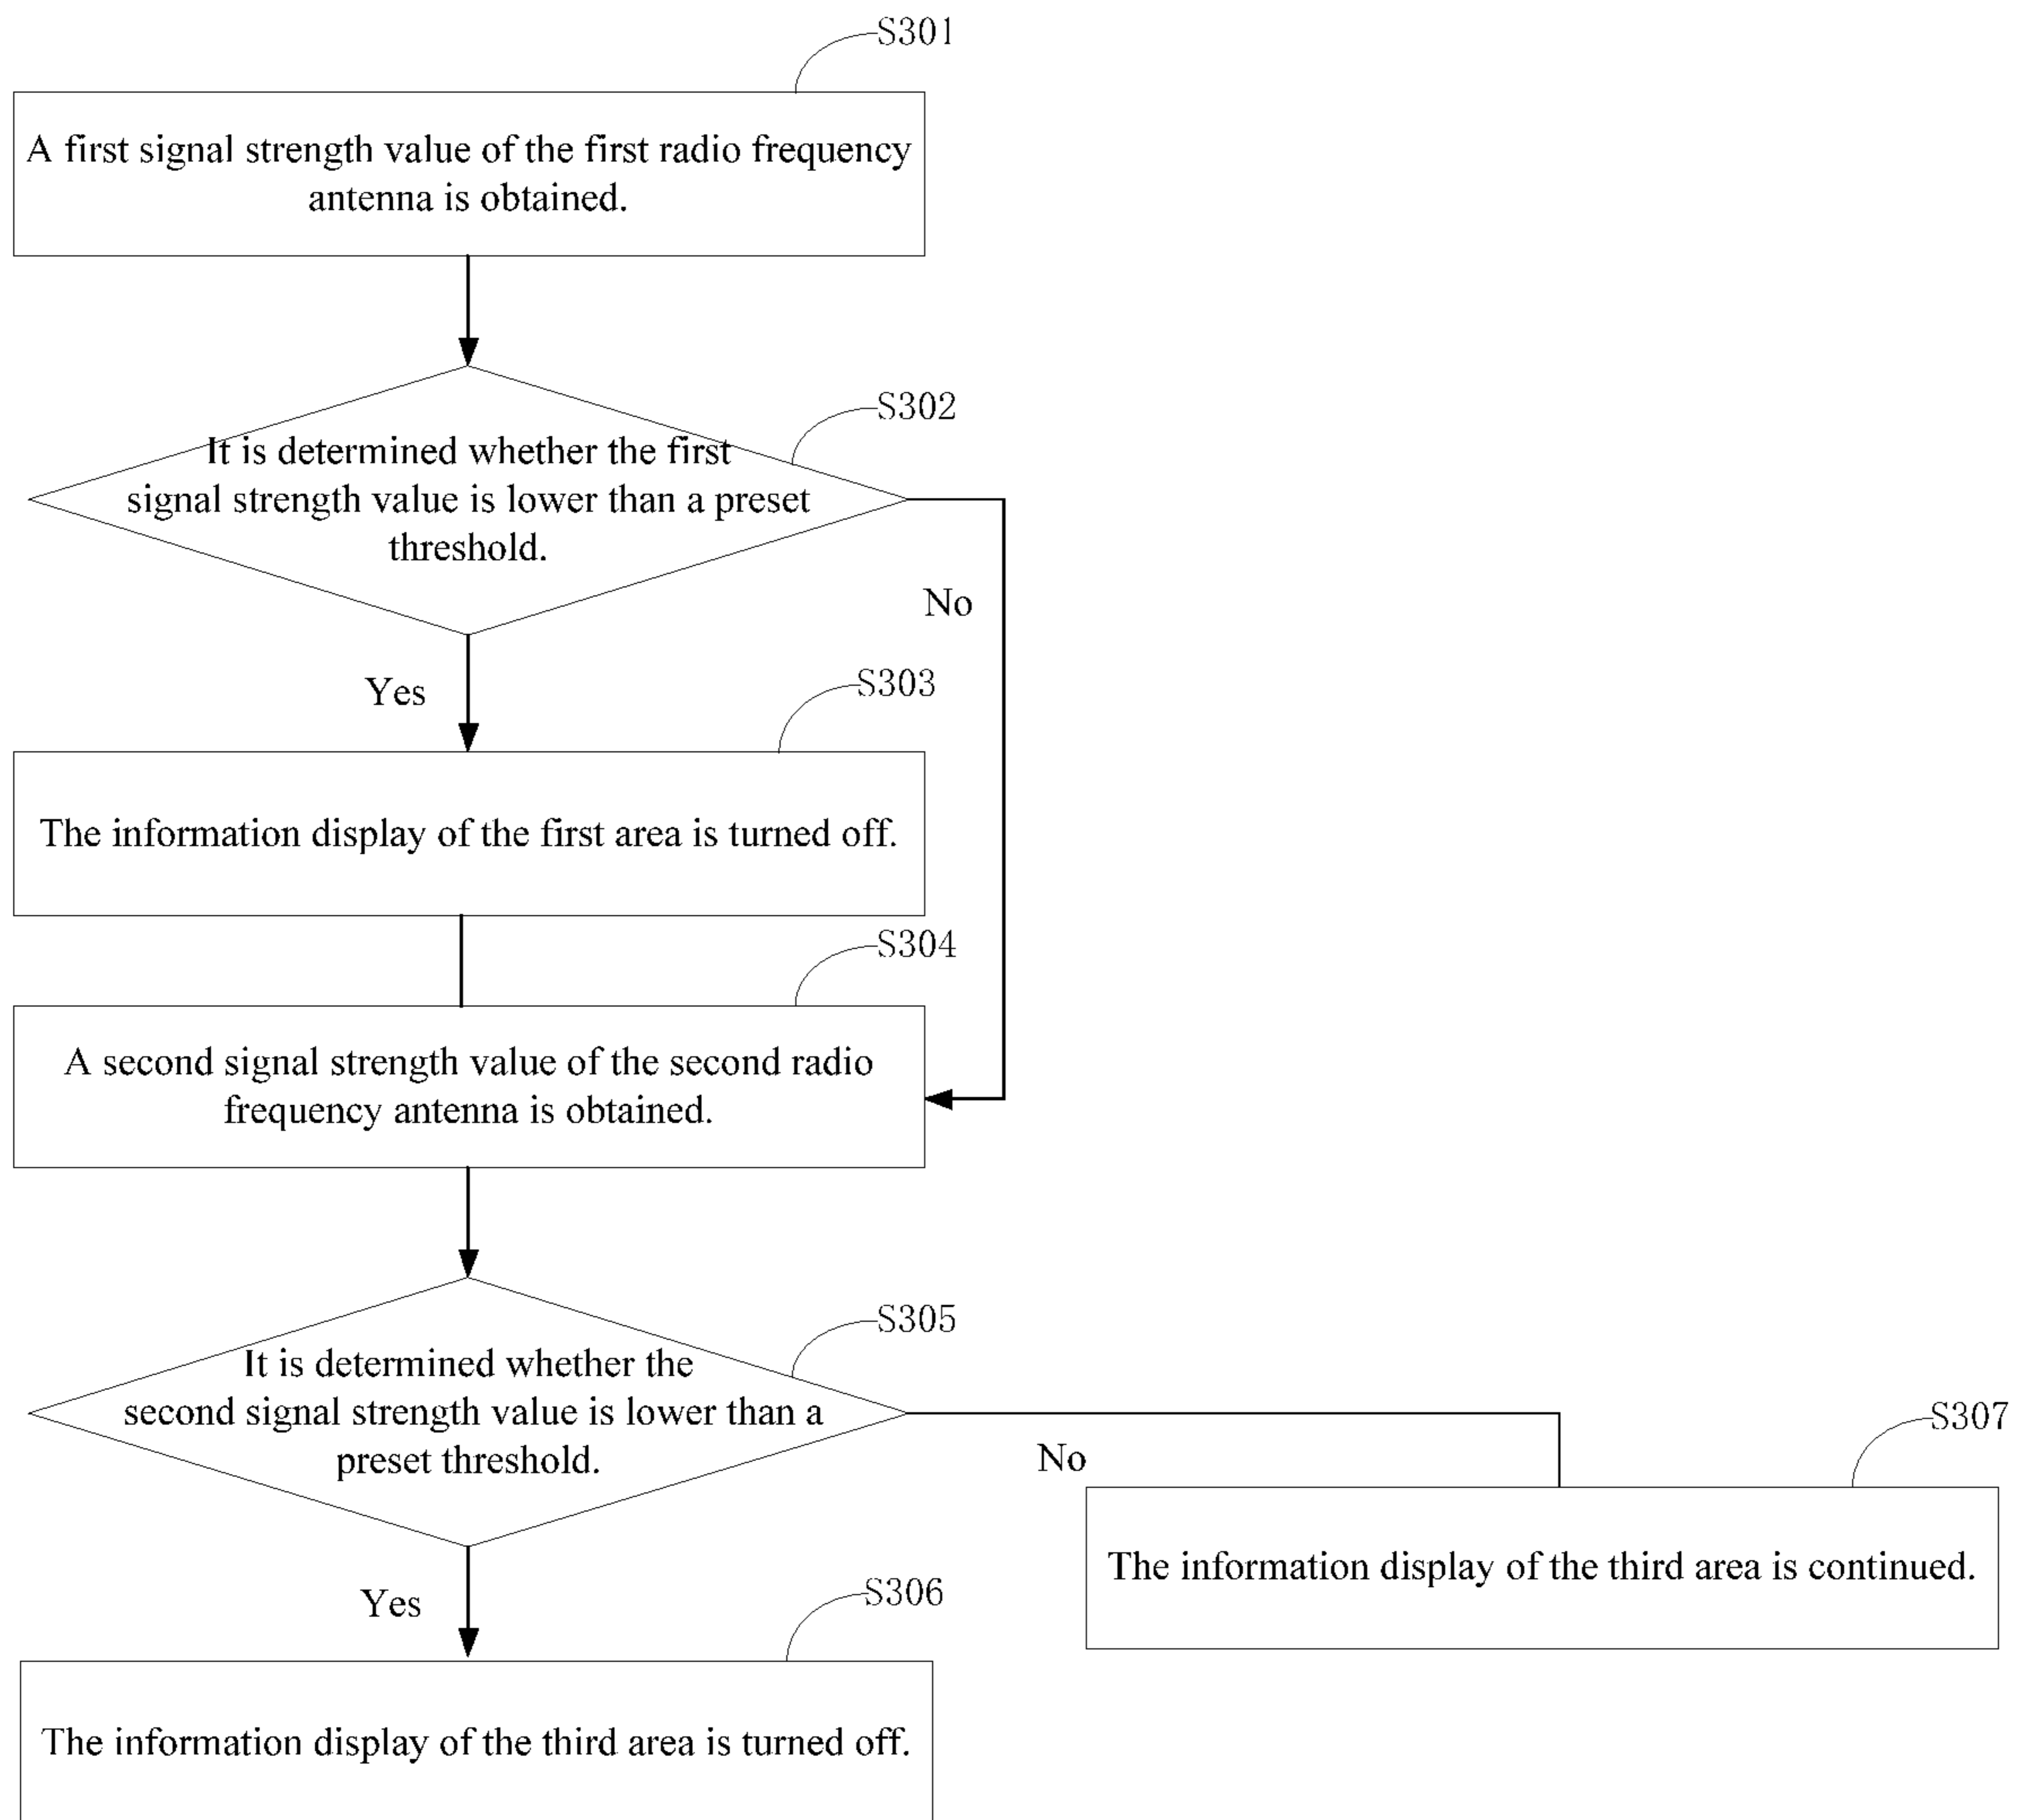 S301
A first signal strength value of the first radio frequency
antenna is obtained.
S302
It is determined whether the first
signal strength value is lower than a preset
threshold.
No
Yes
S303
The information display of the first area is turned off.
S304
A second signal strength value of the second radio
frequency antenna is obtained.
S305
It is determined whether the
second signal strength value is lower than a
preset threshold.
No
S307
The information display of the third area is continued.
Yes
S306
The information display of the third area is turned off.